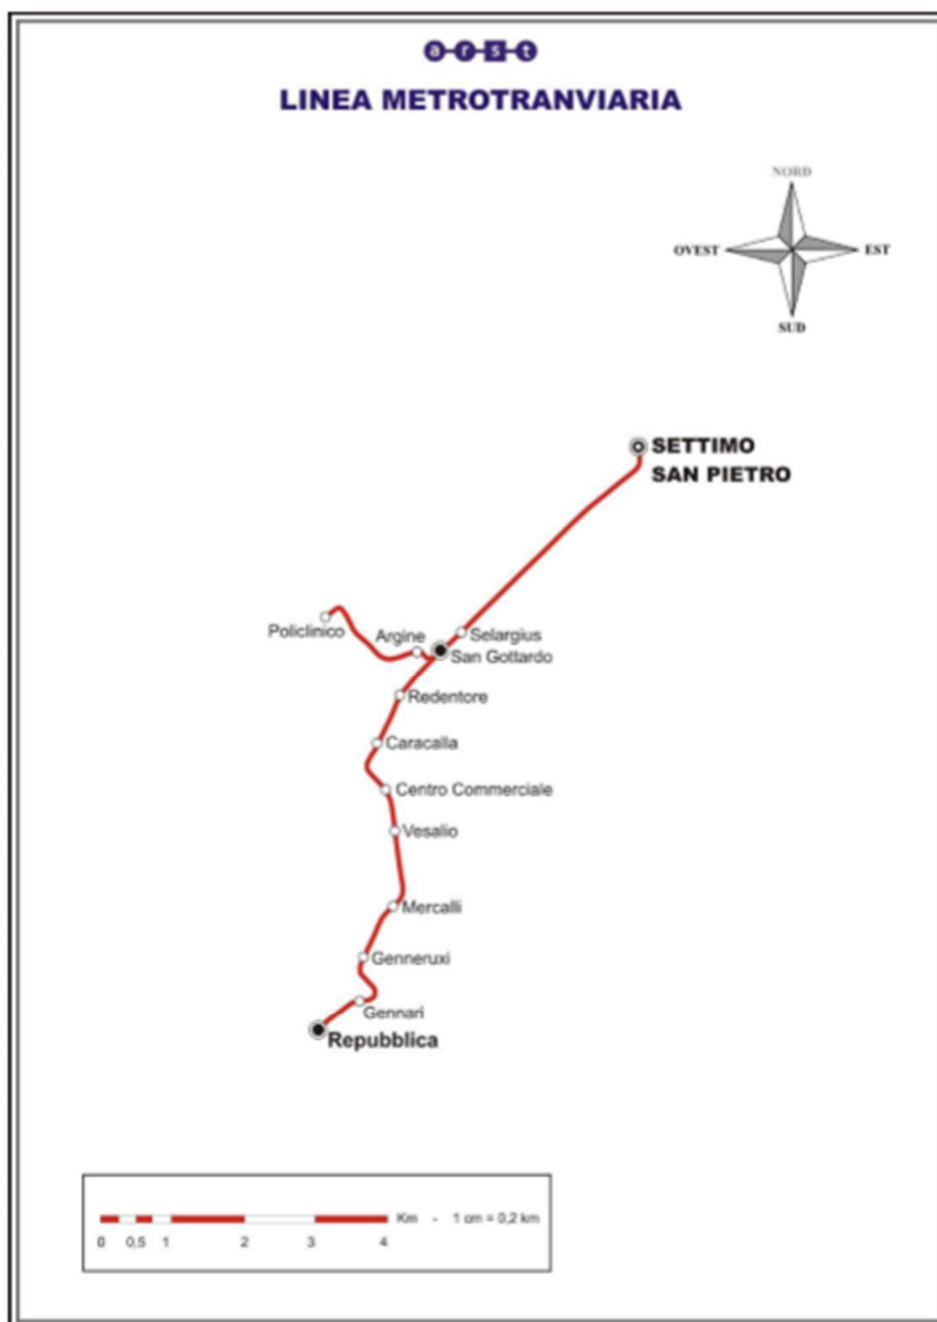 arst
LINEA METROTRANVIARIA
NORD
OVEST
EST
SUD
SETTIMO
SAN PIETRO
Policlinico
Argine
Selargius
San Gottardo
Redentore
Caracalla
Centro Commerciale
Vesalio
Mercalli
Genneruxi
Gennari
Repubblica
Km - 1 cm = 0,2 km
0 0,5 1 2 3 4